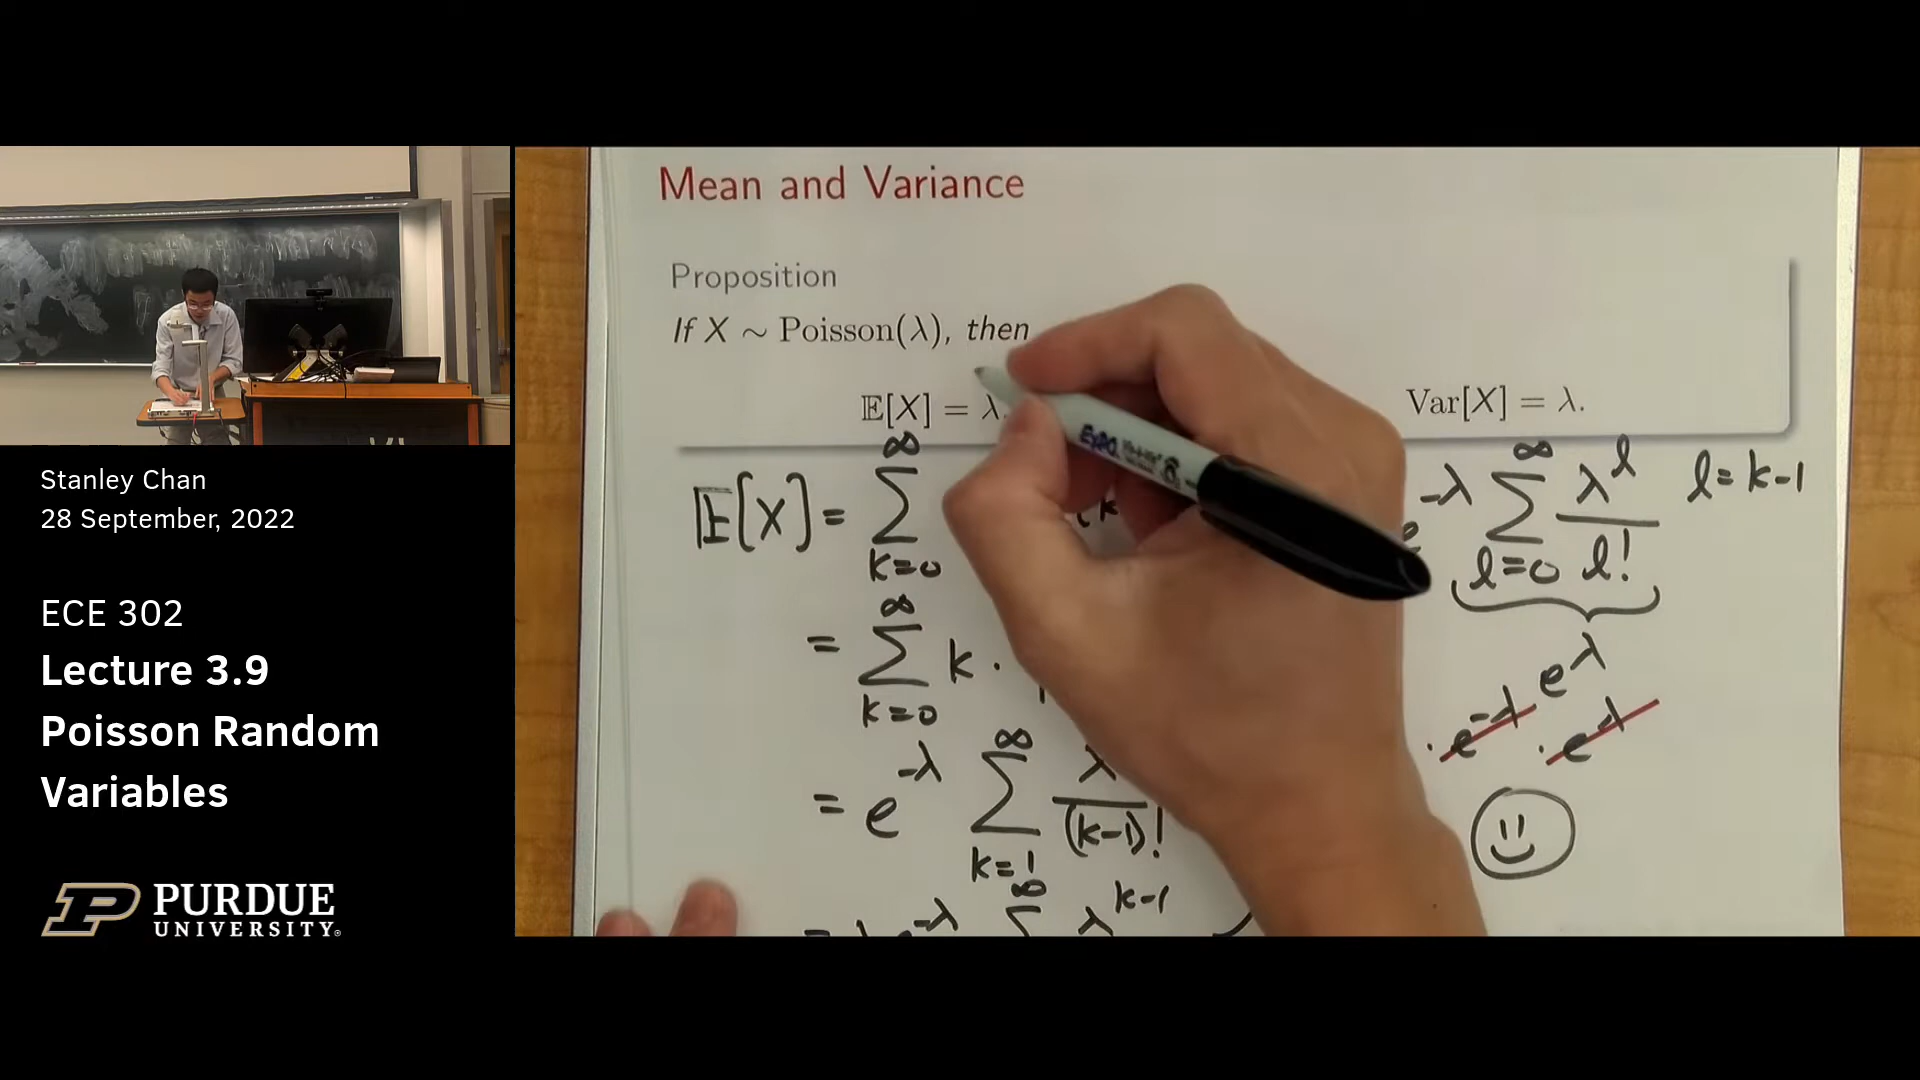 Stanley Chan
28 September, 2022
ECE 302
Lecture 3.9
Poisson Random
Variables
PURDUE
UNIVERSITY®
Mean and Variance
Proposition
If X ∼ Poisson(λ), then
𝔼[X] = λ. Var[X] = λ.
𝔼[X] = ∑_{k=0}^{∞}
= ∑_{k=0}^{∞} k ·
= e^{-λ} ∑_{k=1}^{∞} λ / (k-1)!
-λ ∞ λ^{k-1}
e^{-λ} ∑_{l=0}^{∞} λ^l / l! l = k-1
e^λ
· e^{-λ} · e^λ
EXPO